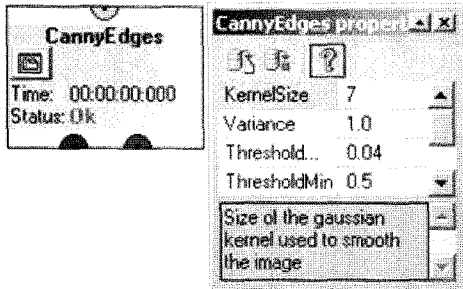 CannyEdges
Time: 00:00:00:000
Status: Ok
CannyEdges propert
KernelSize 7
Variance 1.0
Threshold... 0.04
ThresholdMin 0.5
Size of the gaussian
kernel used to smooth
the image